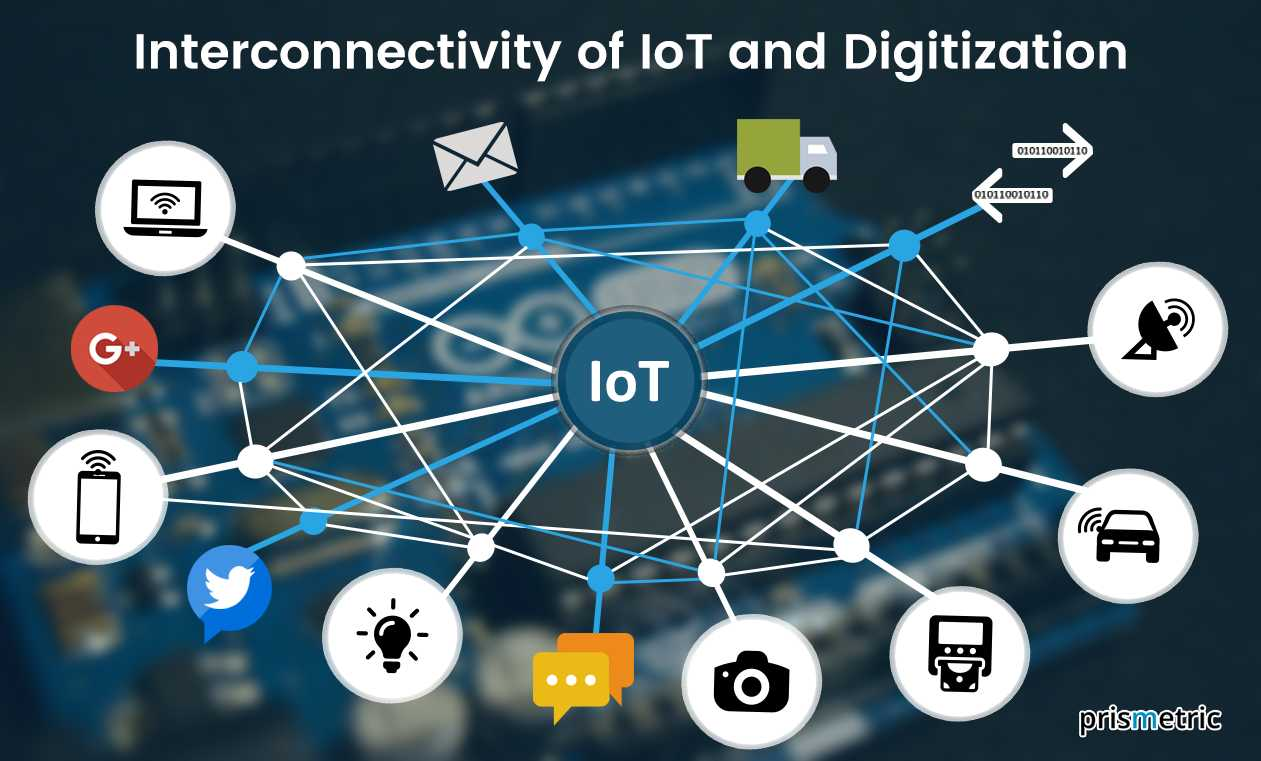 Interconnectivity of IoT and Digitization
010110010110
010110010110
G+
IoT
prismetric